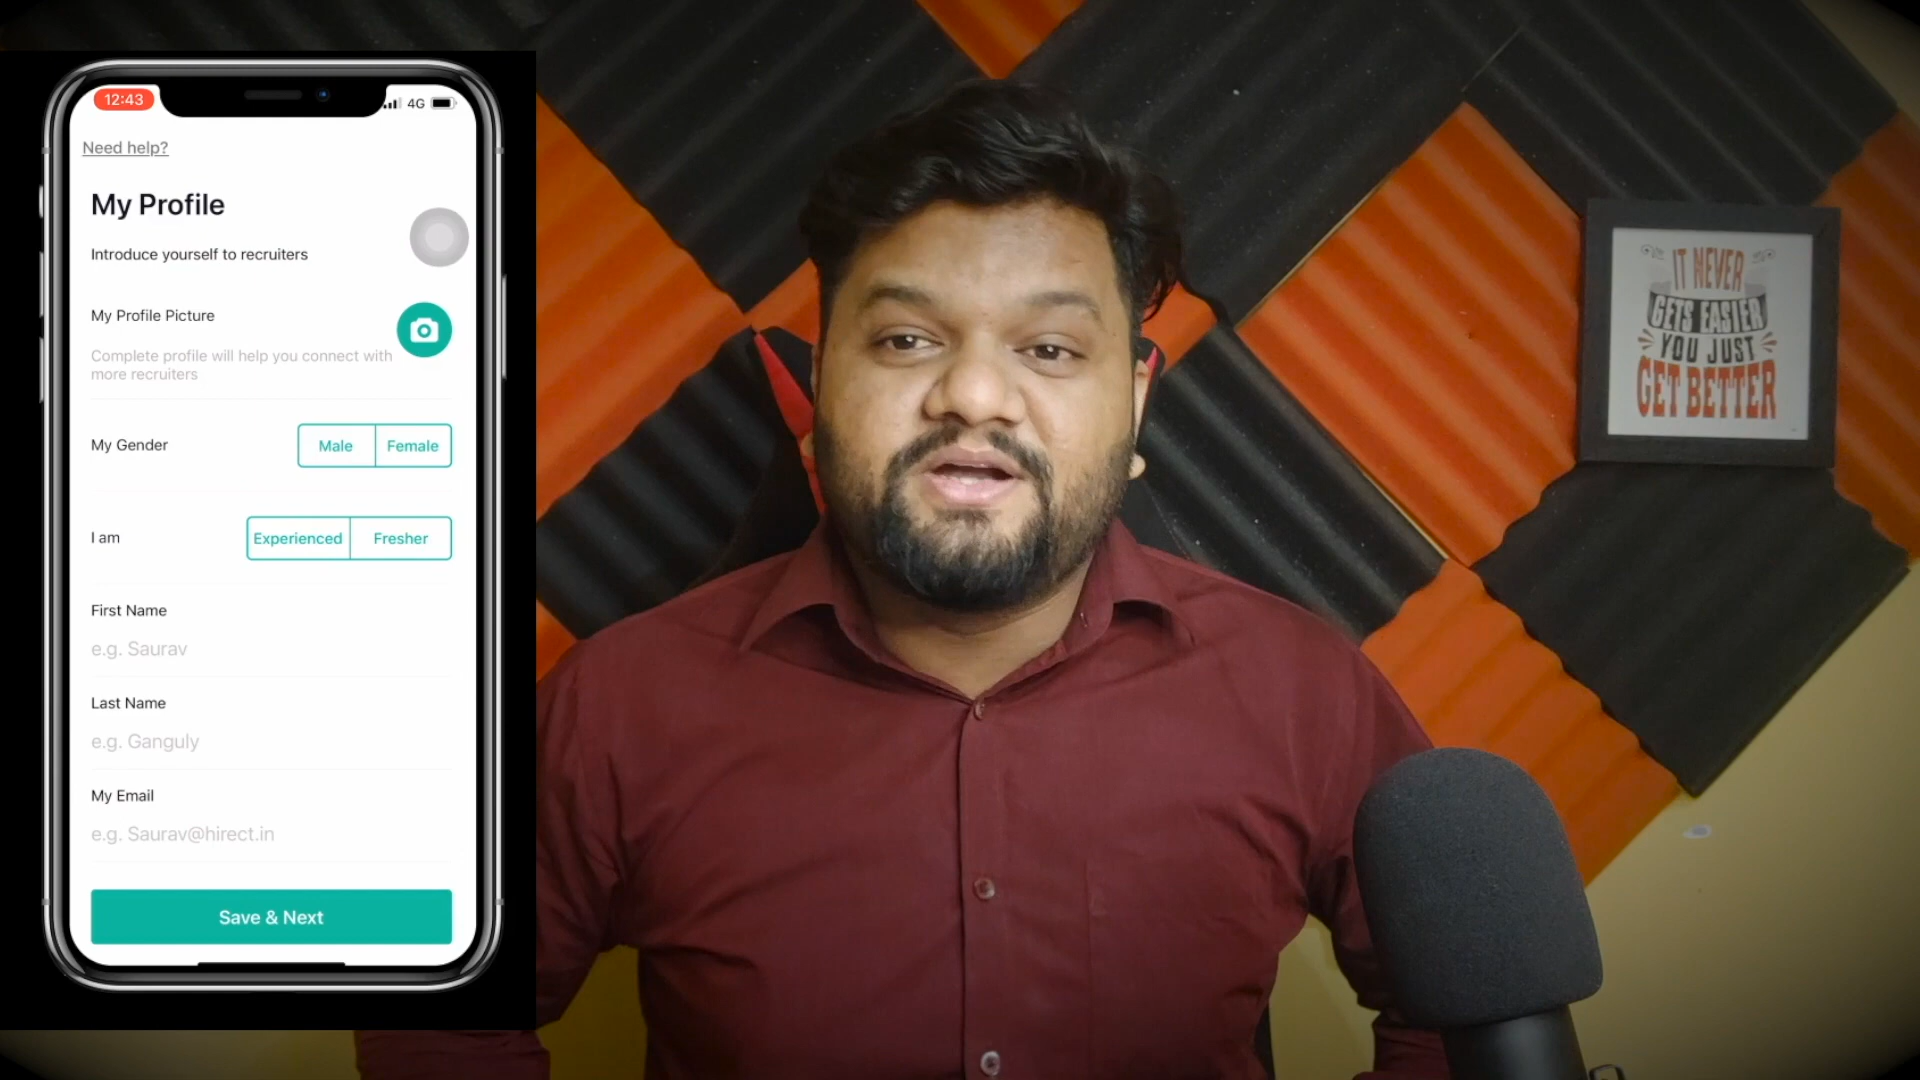 12:43
4G
Need help?
My Profile
Introduce yourself to recruiters
My Profile Picture
Complete profile will help you connect with
more recruiters
My Gender
Male
Female
I am
Experienced
Fresher
First Name
e.g. Saurav
Last Name
e.g. Ganguly
My Email
e.g. Saurav@hirect.in
Save & Next
IT NEVER
GETS EASIER
YOU JUST
GET BETTER